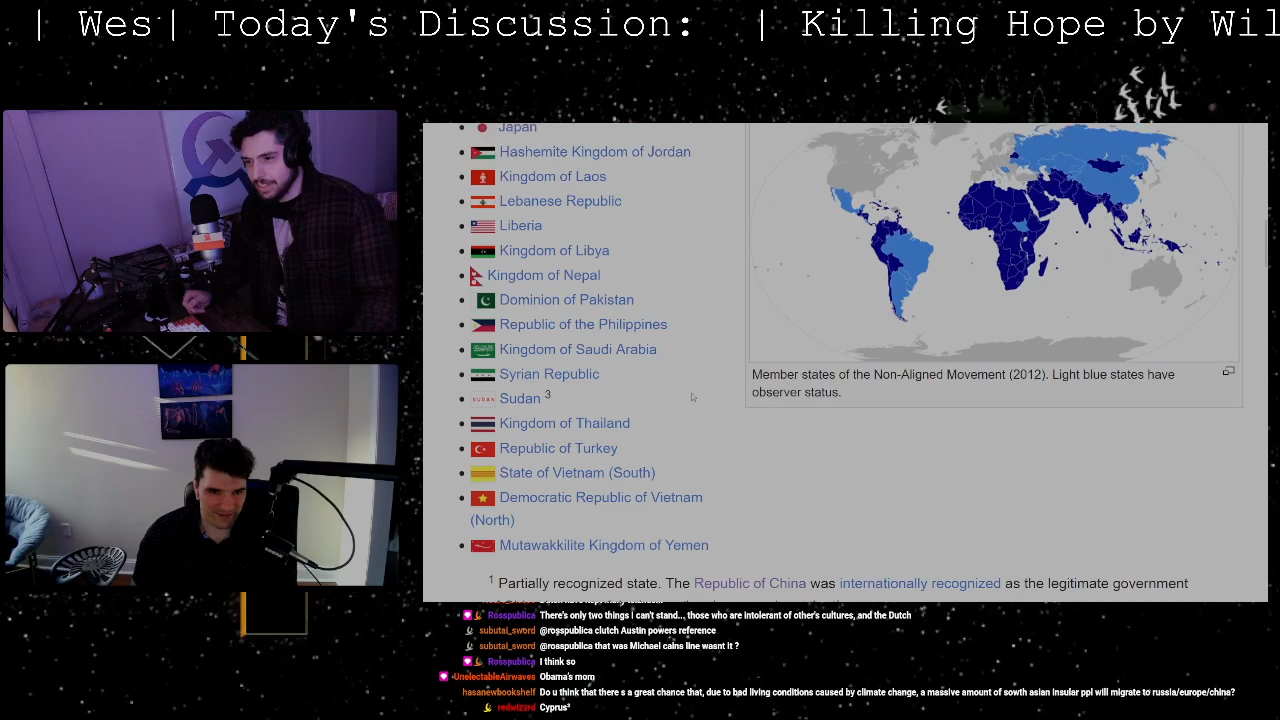 | Wes | Today's Discussion: | Killing Hope by Wil
Japan
Hashemite Kingdom of Jordan
Kingdom of Laos
Lebanese Republic
Liberia
Kingdom of Libya
Kingdom of Nepal
Dominion of Pakistan
Republic of the Philippines
Kingdom of Saudi Arabia
Syrian Republic
SUDAN Sudan 3
Kingdom of Thailand
Republic of Turkey
State of Vietnam (South)
Democratic Republic of Vietnam
(North)
Mutawakkilite Kingdom of Yemen
Member states of the Non-Aligned Movement (2012). Light blue states have
observer status.
1 Partially recognized state. The Republic of China was internationally recognized as the legitimate government
Rosspublica There's only two things I can't stand... those who are intolerant of other's cultures, and the Dutch
subutai_sword @rosspublica clutch Austin powers reference
subutai_sword @rosspublica that was Michael cains line wasnt it ?
Rosspublica I think so
UnelectableAirwaves Obama's mom
hasanewbookshelf Do u think that there s a great chance that, due to bad living conditions caused by climate change, a massive amount of sowth asian insular ppl will migrate to russia/europe/china?
redwizzrd Cyprus²